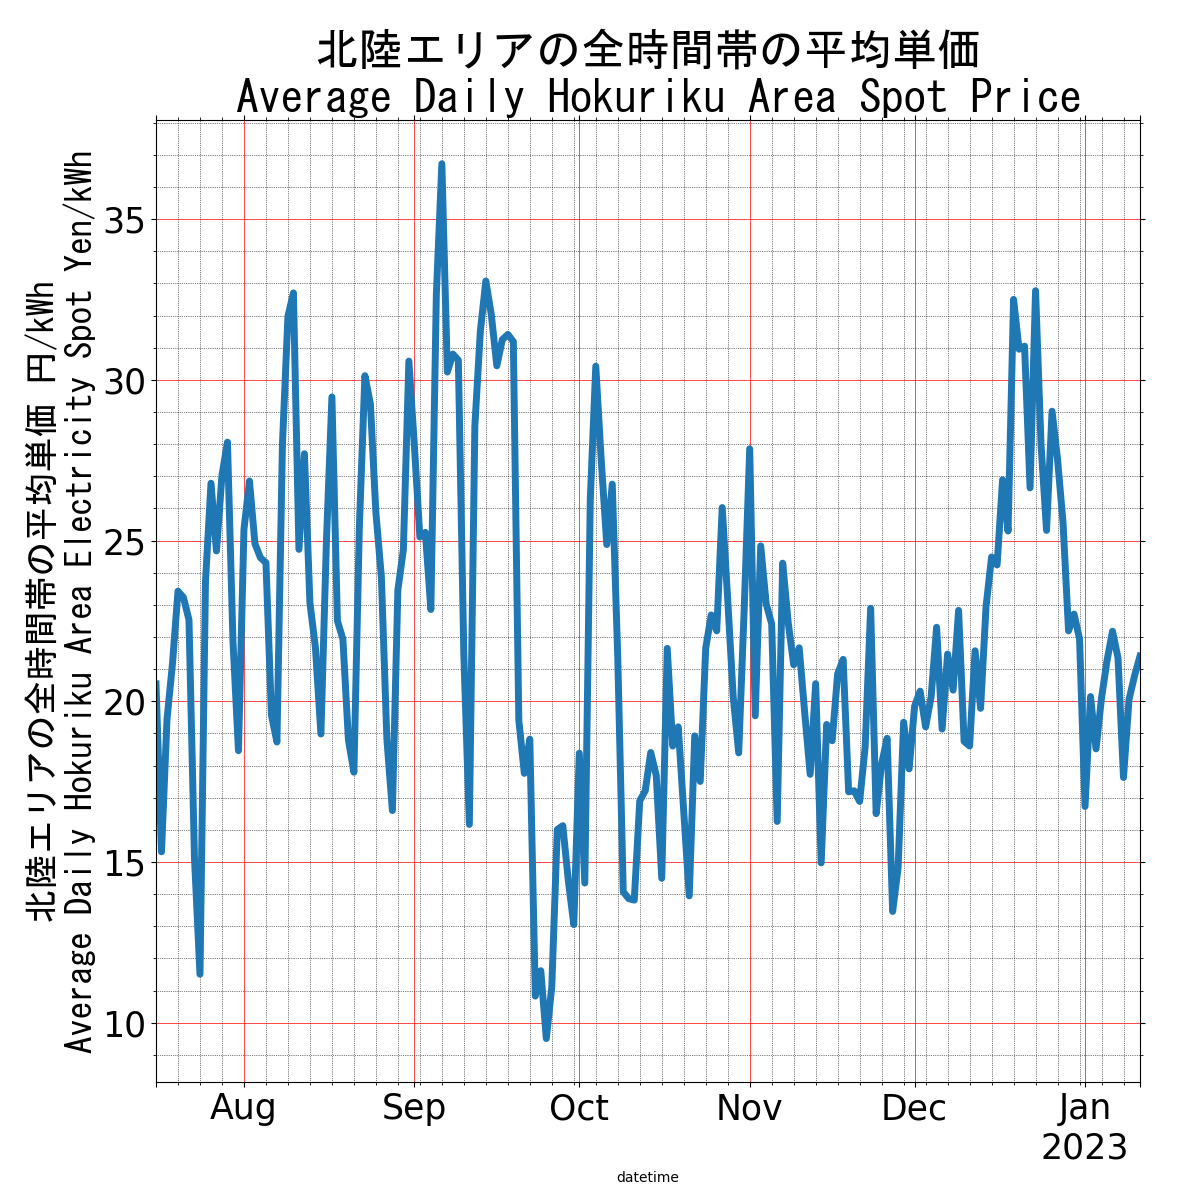 北陸エリアの全時間帯の平均単価
Average Daily Hokuriku Area Spot Price
北陸エリアの全時間帯の平均単価 円/kWh
Average Daily Hokuriku Area Electricity Spot Yen/kWh
35
30
25
20
15
10
Aug Sep Oct Nov Dec Jan
2023
datetime